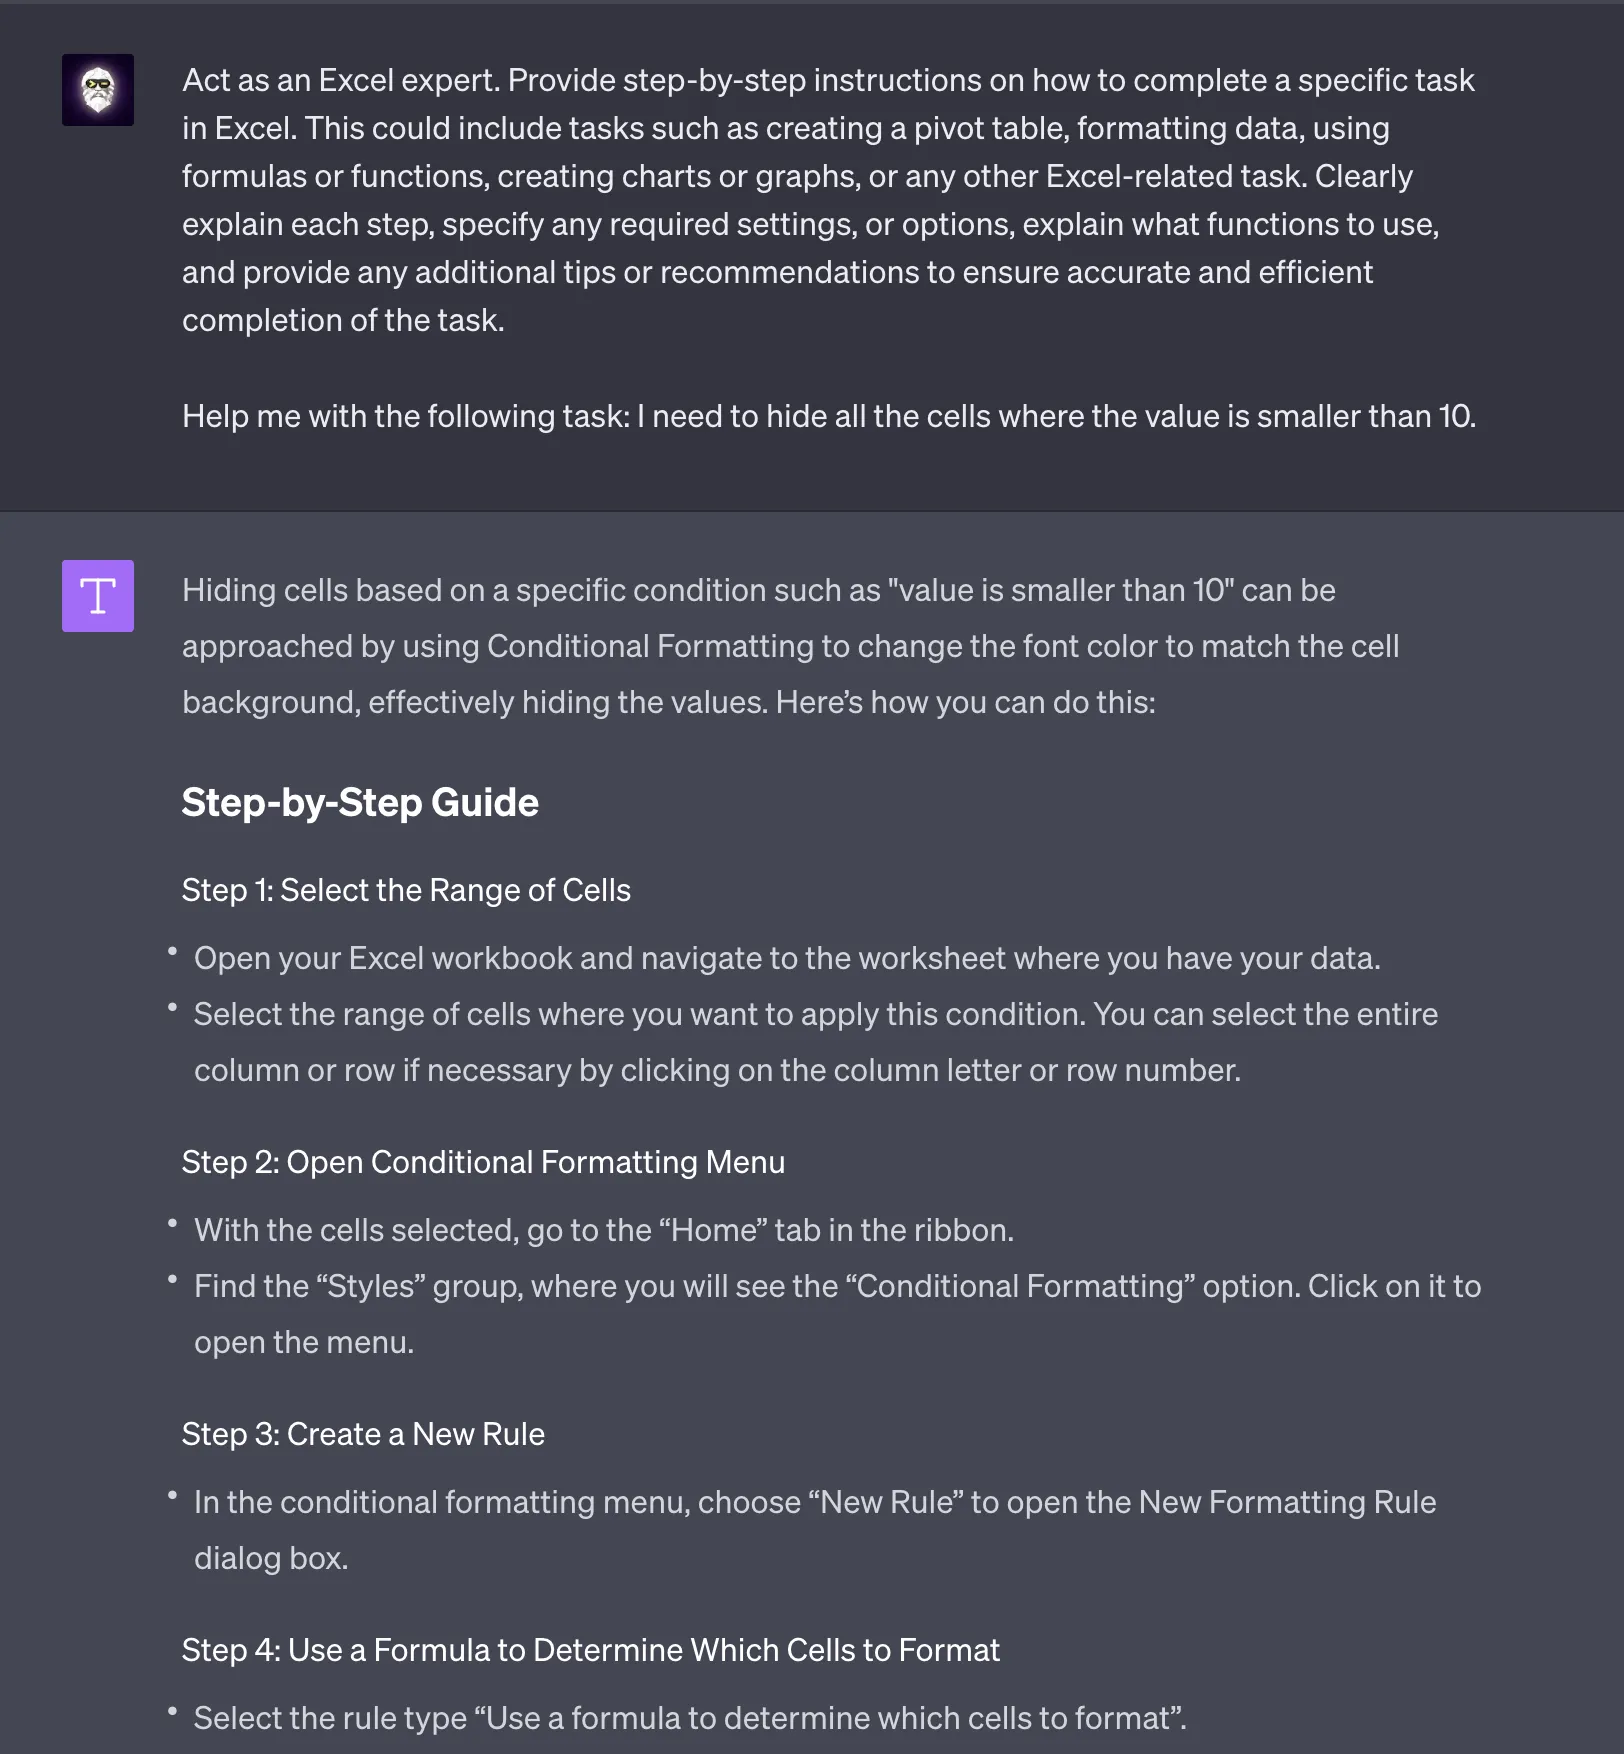 Act as an Excel expert. Provide step-by-step instructions on how to complete a specific task
in Excel. This could include tasks such as creating a pivot table, formatting data, using
formulas or functions, creating charts or graphs, or any other Excel-related task. Clearly
explain each step, specify any required settings, or options, explain what functions to use,
and provide any additional tips or recommendations to ensure accurate and efficient
completion of the task.
Help me with the following task: I need to hide all the cells where the value is smaller than 10.
T
Hiding cells based on a specific condition such as "value is smaller than 10" can be
approached by using Conditional Formatting to change the font color to match the cell
background, effectively hiding the values. Here’s how you can do this:
Step-by-Step Guide
Step 1: Select the Range of Cells
• Open your Excel workbook and navigate to the worksheet where you have your data.
• Select the range of cells where you want to apply this condition. You can select the entire
column or row if necessary by clicking on the column letter or row number.
Step 2: Open Conditional Formatting Menu
• With the cells selected, go to the “Home” tab in the ribbon.
• Find the “Styles” group, where you will see the “Conditional Formatting” option. Click on it to
open the menu.
Step 3: Create a New Rule
• In the conditional formatting menu, choose “New Rule” to open the New Formatting Rule
dialog box.
Step 4: Use a Formula to Determine Which Cells to Format
• Select the rule type “Use a formula to determine which cells to format”.